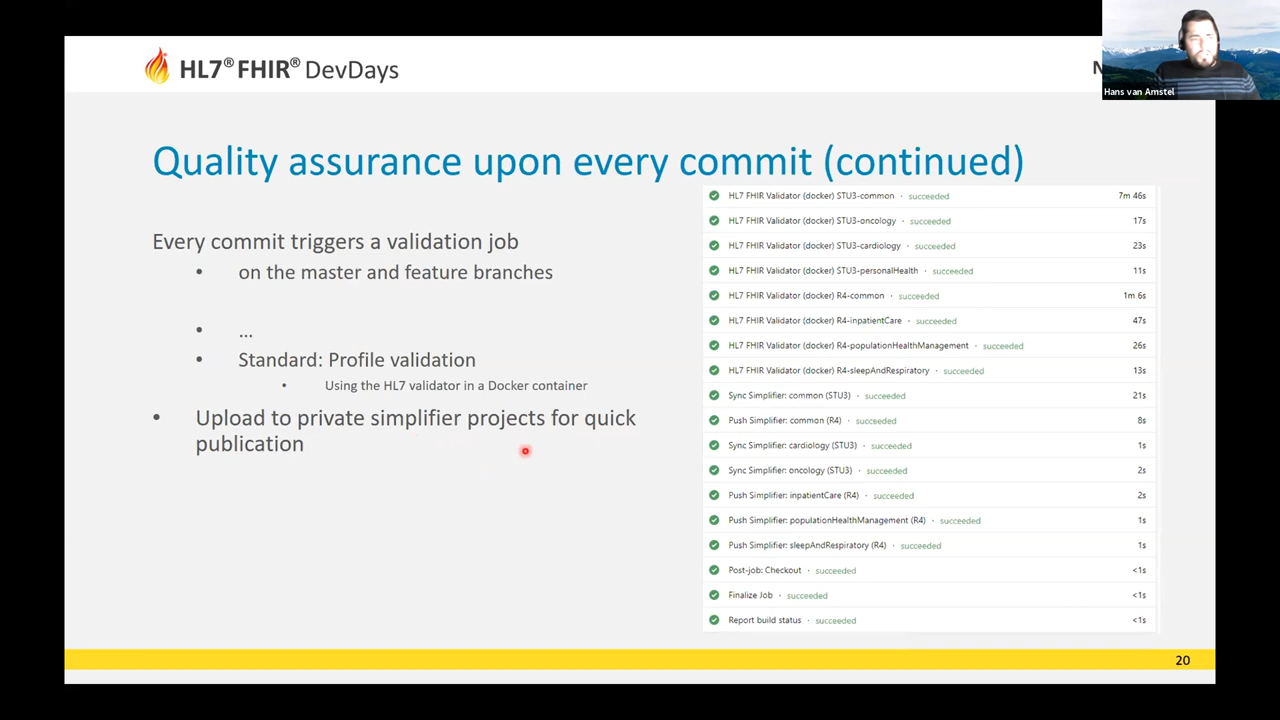 HL7® FHIR® DevDays
Hans van Amstel
Quality assurance upon every commit (continued)
Every commit triggers a validation job
• on the master and feature branches
• ...
• Standard: Profile validation
• Using the HL7 validator in a Docker container
• Upload to private simplifier projects for quick
publication
HL7 FHIR Validator (docker) STU3-common · succeeded 7m 46s
HL7 FHIR Validator (docker) STU3-oncology · succeeded 17s
HL7 FHIR Validator (docker) STU3-cardiology · succeeded 23s
HL7 FHIR Validator (docker) STU3-personalHealth · succeeded 11s
HL7 FHIR Validator (docker) R4-common · succeeded 1m 6s
HL7 FHIR Validator (docker) R4-inpatientCare · succeeded 47s
HL7 FHIR Validator (docker) R4-populationHealthManagement · succeeded 26s
HL7 FHIR Validator (docker) R4-sleepAndRespiratory · succeeded 13s
Sync Simplifier: common (STU3) · succeeded 21s
Push Simplifier: common (R4) · succeeded 8s
Sync Simplifier: cardiology (STU3) · succeeded 1s
Sync Simplifier: oncology (STU3) · succeeded 2s
Push Simplifier: inpatientCare (R4) · succeeded 2s
Push Simplifier: populationHealthManagement (R4) · succeeded 1s
Push Simplifier: sleepAndRespiratory (R4) · succeeded 1s
Post-job: Checkout · succeeded <1s
Finalize Job · succeeded <1s
Report build status · succeeded <1s
20